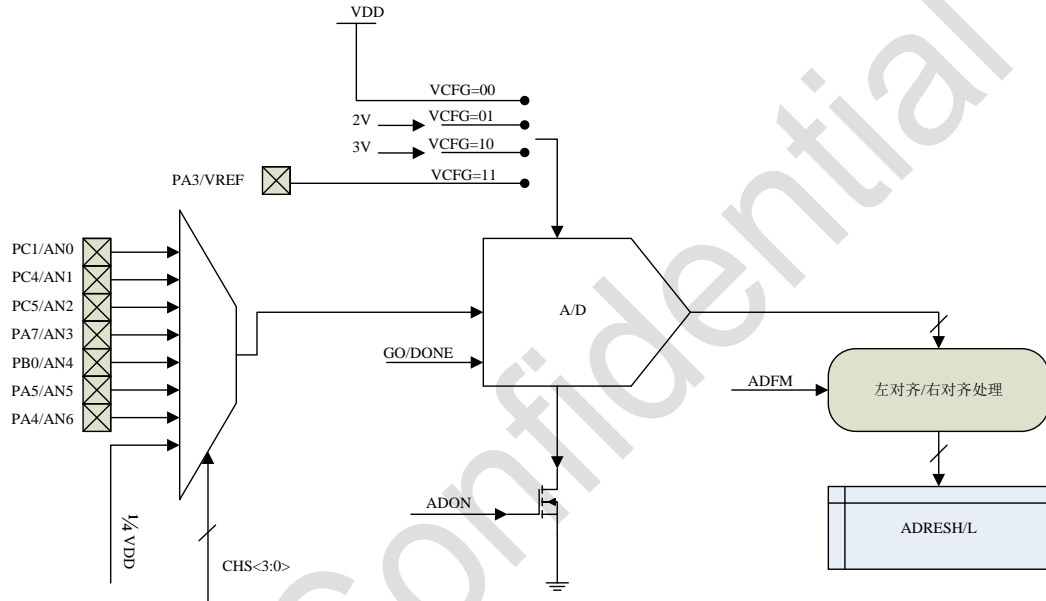 VDD
VCFG=00
2V
VCFG=01
3V
VCFG=10
PA3/VREF
VCFG=11
PC1/AN0
PC4/AN1
PC5/AN2
PA7/AN3
PB0/AN4
PA5/AN5
PA4/AN6
¼ VDD
CHS<3:0>
A/D
GO/DONE
ADON
ADFM
左对齐/右对齐处理
ADRESH/L
Confidential